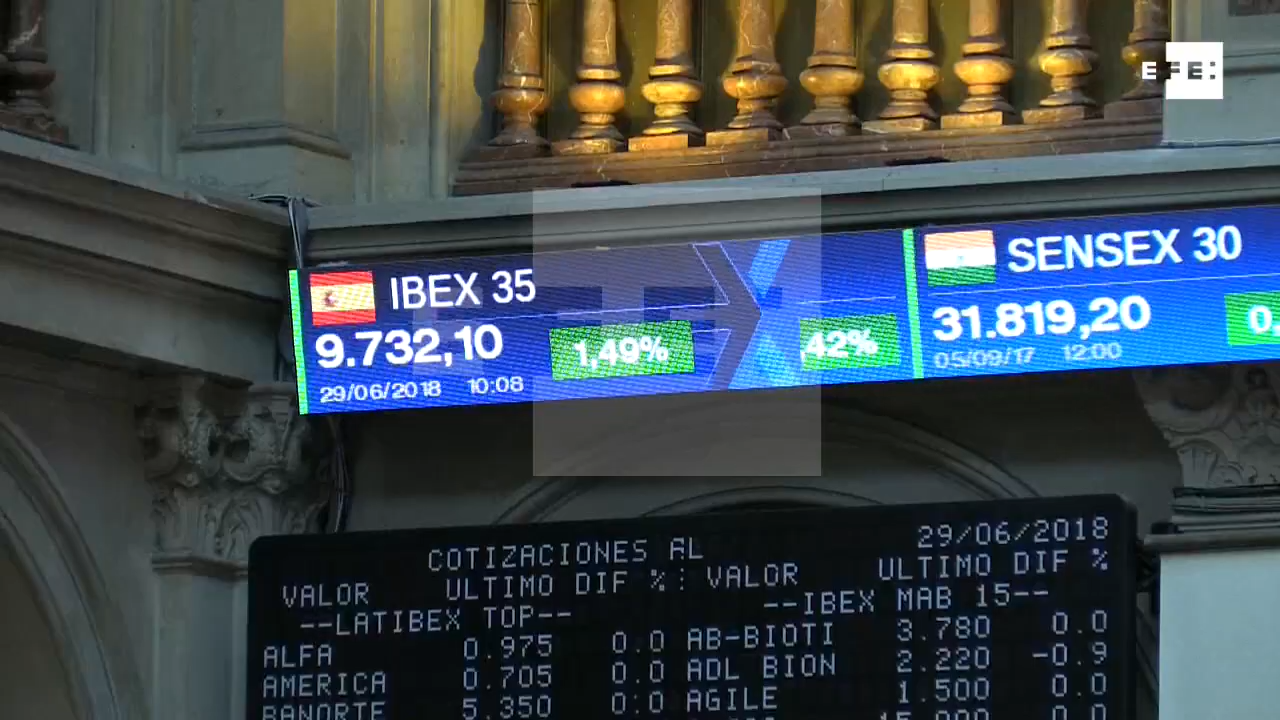 EFE:
IBEX 35
9.732,10 1,49%
29/06/2018 10:08
,42%
SENSEX 30
31.819,20 0,
05/09/17 12:00
29/06/2018
COTIZACIONES AL
VALOR ULTIMO DIF % VALOR ULTIMO DIF %
--LATIBEX TOP-- --IBEX MAB 15--
ALFA 0.975 0.0 AB-BIOTI 3.780 0.0
AMERICA 0.705 0.0 ADL BION 2.220 -0.9
BANORTE 5.350 0.0 AGILE 1.500 0.0